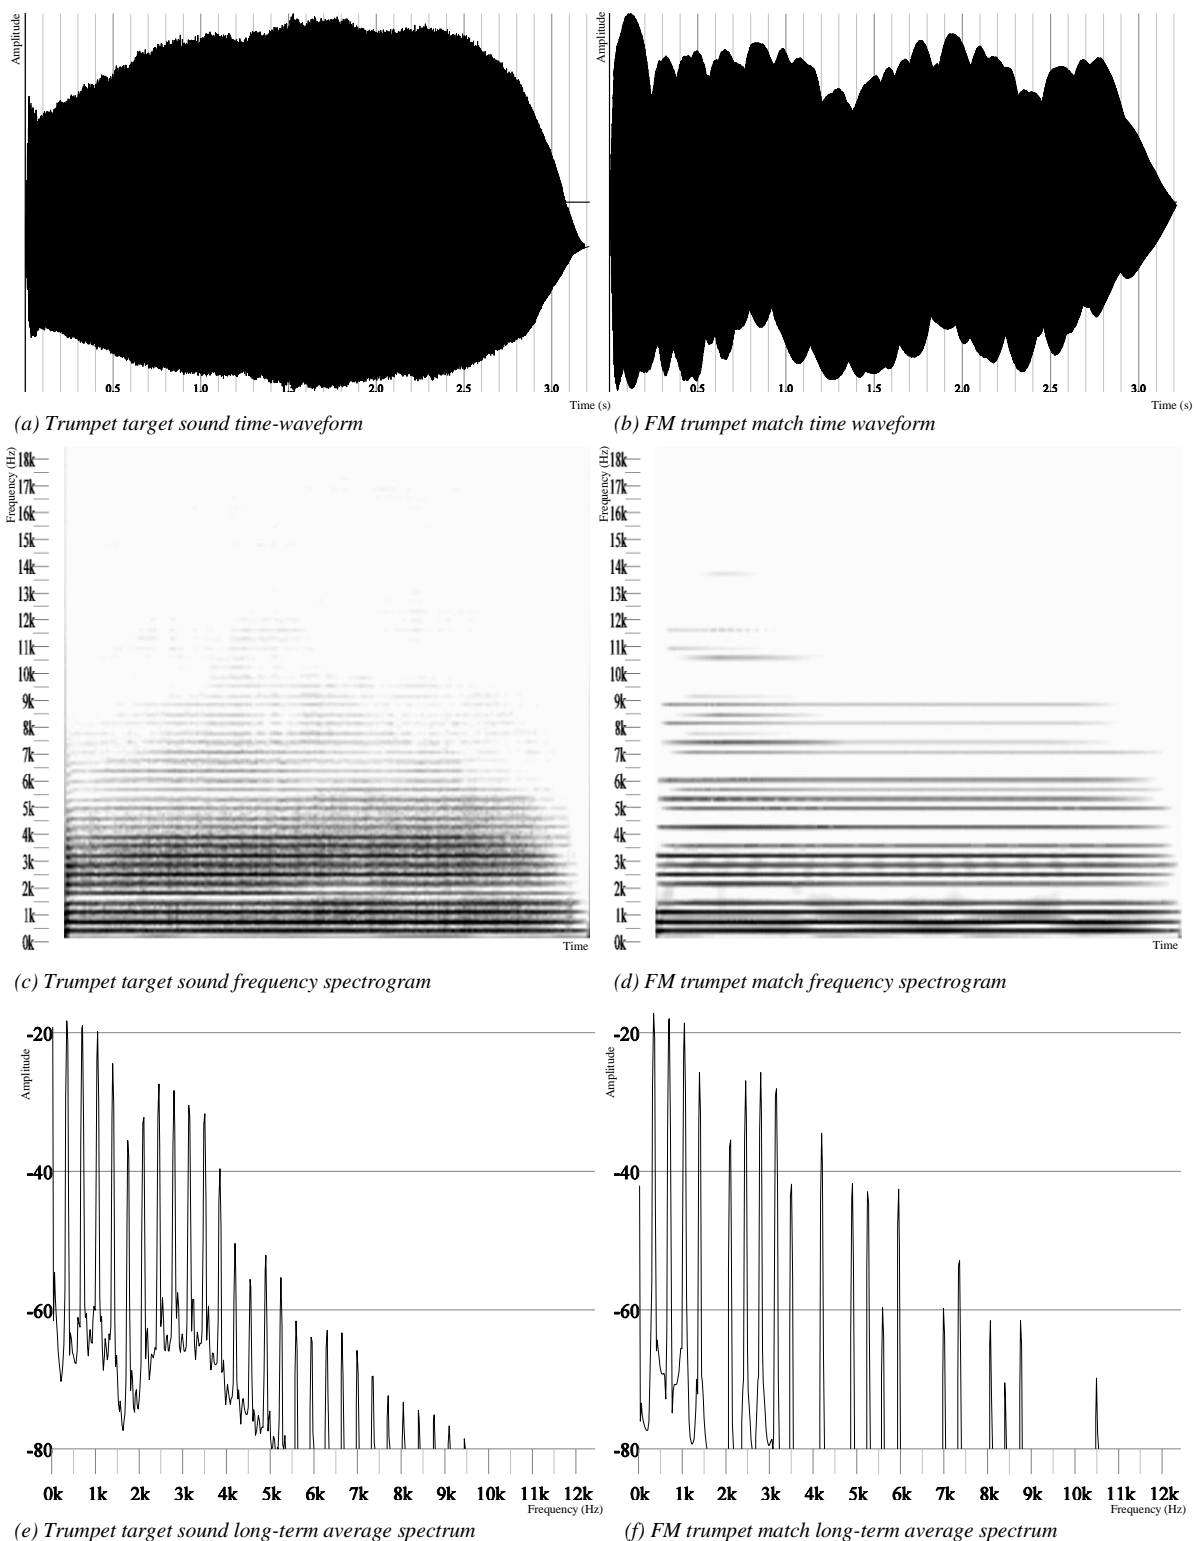 Amplitude
0.5 1.0 1.5 2.0 2.5 3.0
Time (s)
(a) Trumpet target sound time-waveform
Amplitude
0.5 1.0 1.5 2.0 2.5 3.0
Time (s)
(b) FM trumpet match time waveform
Frequency (Hz)
18k
17k
16k
15k
14k
13k
12k
11k
10k
9k
8k
7k
6k
5k
4k
3k
2k
1k
0k
Time
(c) Trumpet target sound frequency spectrogram
Frequency (Hz)
18k
17k
16k
15k
14k
13k
12k
11k
10k
9k
8k
7k
6k
5k
4k
3k
2k
1k
0k
Time
(d) FM trumpet match frequency spectrogram
Amplitude
-20
-40
-60
-80
0k 1k 2k 3k 4k 5k 6k 7k 8k 9k 10k 11k 12k
Frequency (Hz)
(e) Trumpet target sound long-term average spectrum
Amplitude
-20
-40
-60
-80
0k 1k 2k 3k 4k 5k 6k 7k 8k 9k 10k 11k 12k
Frequency (Hz)
(f) FM trumpet match long-term average spectrum